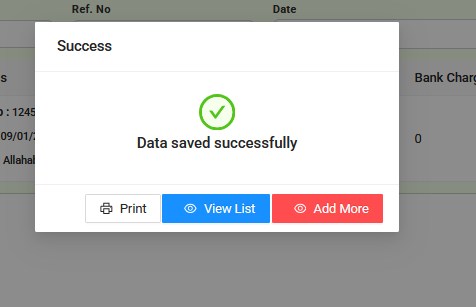 Ref. No
Date
Success
s
Bank Charg
o : 1245
09/01/2
Allahal
0
Data saved successfully
Print
View List
Add More